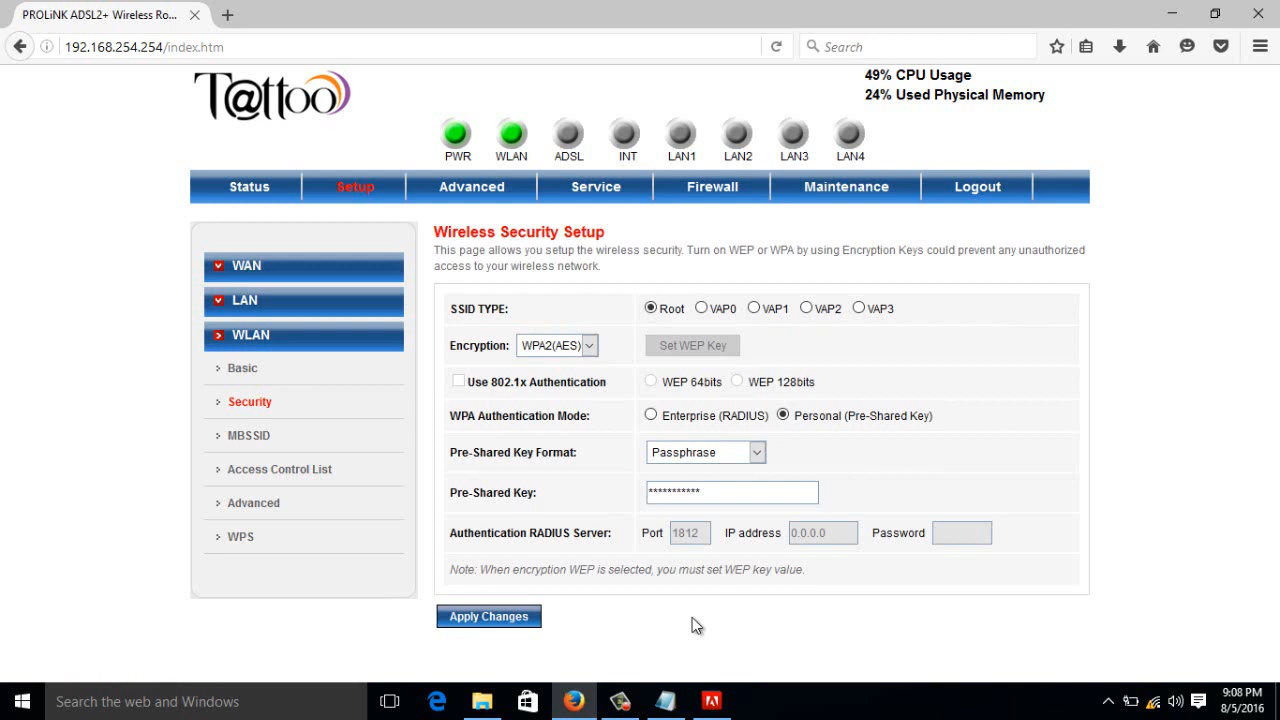 PROLiNK ADSL2+ Wireless Ro...
192.168.254.254/index.htm
Search
T@ttoo
49% CPU Usage
24% Used Physical Memory
PWR WLAN ADSL INT LAN1 LAN2 LAN3 LAN4
Status Setup Advanced Service Firewall Maintenance Logout
WAN
LAN
WLAN
Basic
Security
MBSSID
Access Control List
Advanced
WPS
Wireless Security Setup
This page allows you setup the wireless security. Turn on WEP or WPA by using Encryption Keys could prevent any unauthorized
access to your wireless network.
SSID TYPE: Root VAP0 VAP1 VAP2 VAP3
Encryption: WPA2(AES) Set WEP Key
Use 802.1x Authentication WEP 64bits WEP 128bits
WPA Authentication Mode: Enterprise (RADIUS) Personal (Pre-Shared Key)
Pre-Shared Key Format: Passphrase
Pre-Shared Key: ***********
Authentication RADIUS Server: Port 1812 IP address 0.0.0.0 Password
Note: When encryption WEP is selected, you must set WEP key value.
Apply Changes
Search the web and Windows
9:08 PM
8/5/2016